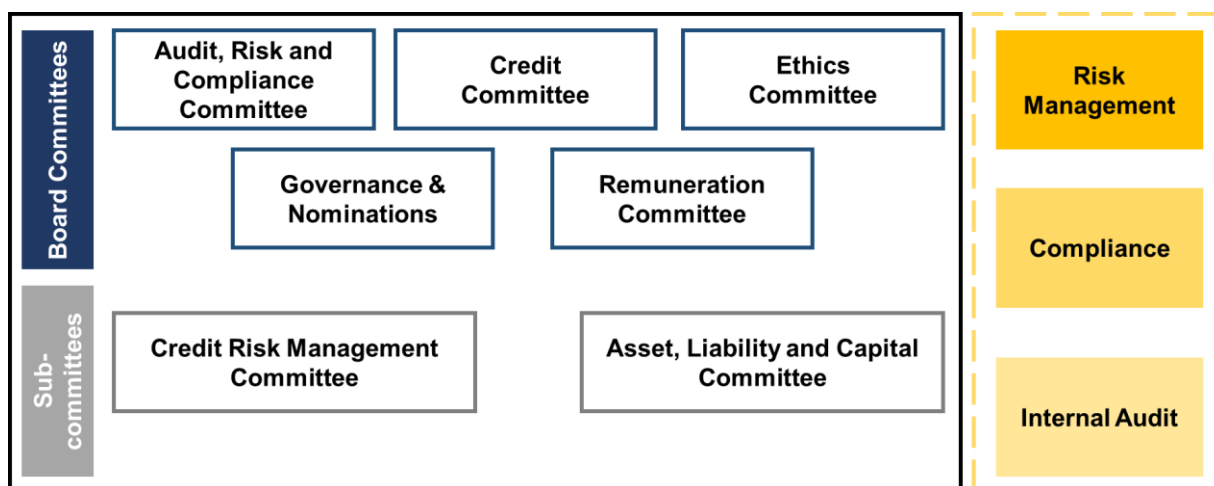 Board Committees
Audit, Risk and
Compliance
Committee
Credit
Committee
Ethics
Committee
Governance &
Nominations
Remuneration
Committee
Sub-
committees
Credit Risk Management
Committee
Asset, Liability and Capital
Committee
Risk
Management
Compliance
Internal Audit